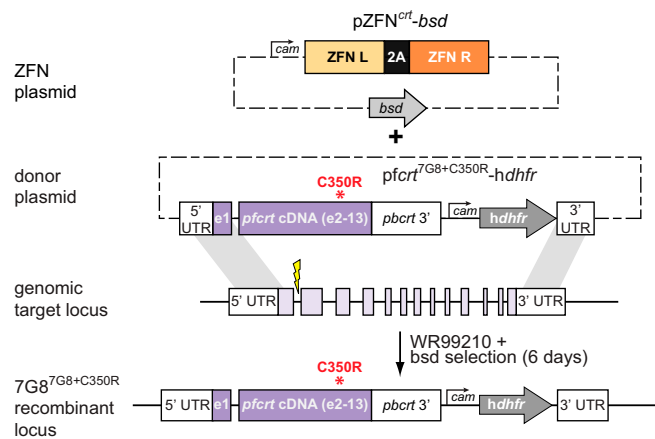 pZFN^crt-bsd
ZFN plasmid
cam
ZFN L
2A
ZFN R
bsd
+
donor plasmid
pfcrt^7G8+C350R-hdhfr
C350R
*
5' UTR
e1
pfcrt cDNA (e2-13)
pbcrt 3'
cam
hdhfr
3' UTR
genomic target locus
5' UTR
3' UTR
WR99210 +
bsd selection (6 days)
7G8^7G8+C350R
recombinant
locus
C350R
*
5' UTR
e1
pfcrt cDNA (e2-13)
pbcrt 3'
cam
hdhfr
3' UTR